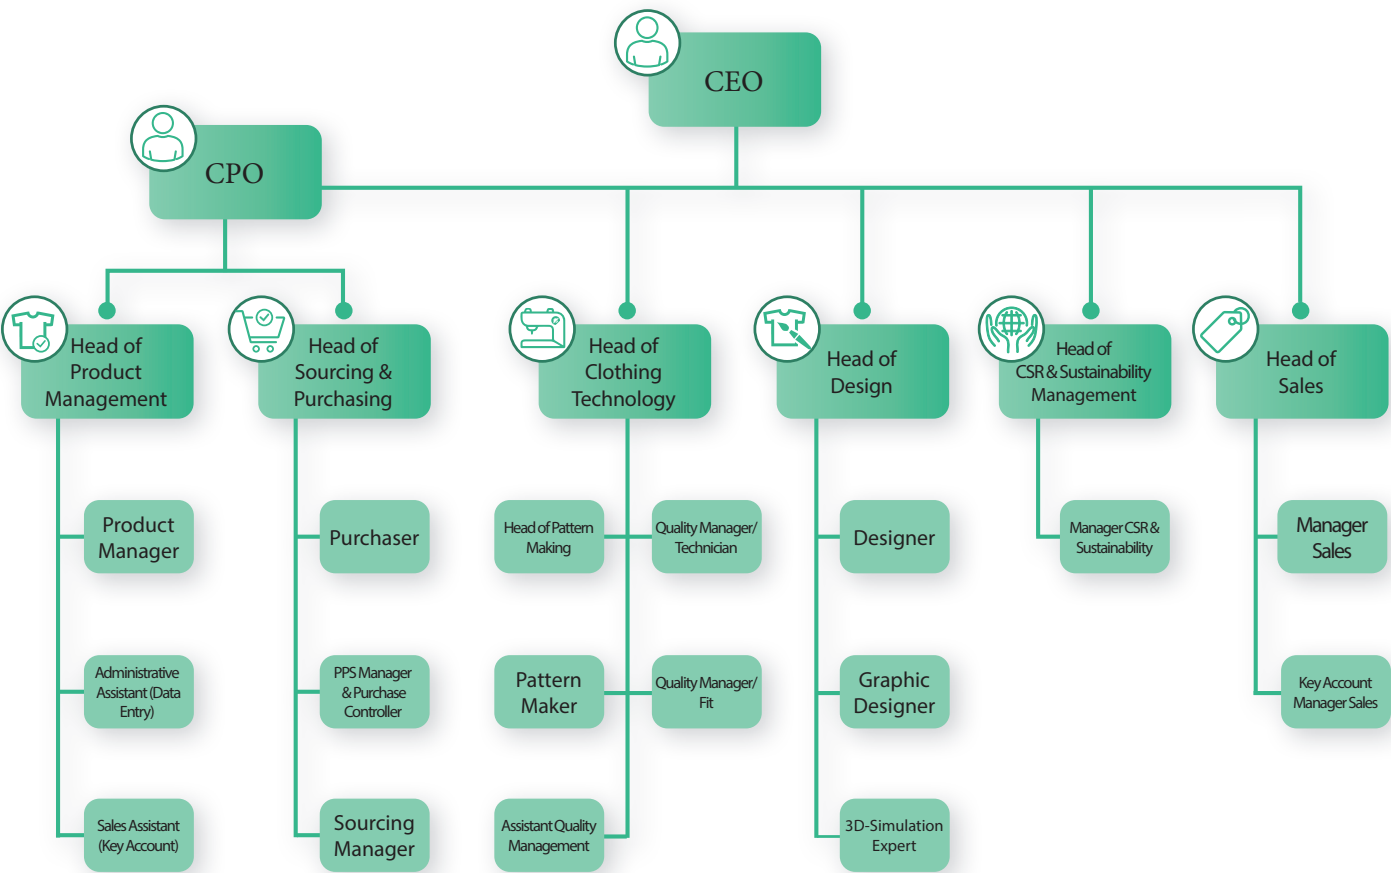 CEO
CPO
Head of
Product
Management
Head of
Sourcing &
Purchasing
Head of
Clothing
Technology
Head of
Design
Head of
CSR & Sustainability
Management
Head of
Sales
Product
Manager
Purchaser
Head of Pattern
Making
Quality Manager/
Technician
Designer
Manager CSR &
Sustainability
Manager
Sales
Administrative
Assistant (Data
Entry)
PPS Manager
& Purchase
Controller
Pattern
Maker
Quality Manager/
Fit
Graphic
Designer
Key Account
Manager Sales
Sales Assistant
(Key Account)
Sourcing
Manager
Assistant Quality
Management
3D-Simulation
Expert